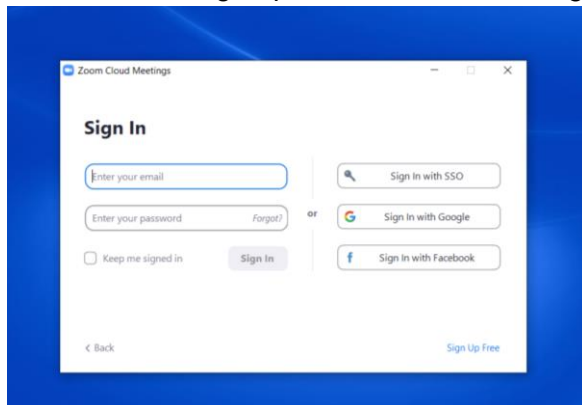 Zoom Cloud Meetings
Sign In
Enter your email
Enter your password Forgot?
Keep me signed in Sign In
or
Sign In with SSO
Sign In with Google
Sign In with Facebook
< Back
Sign Up Free